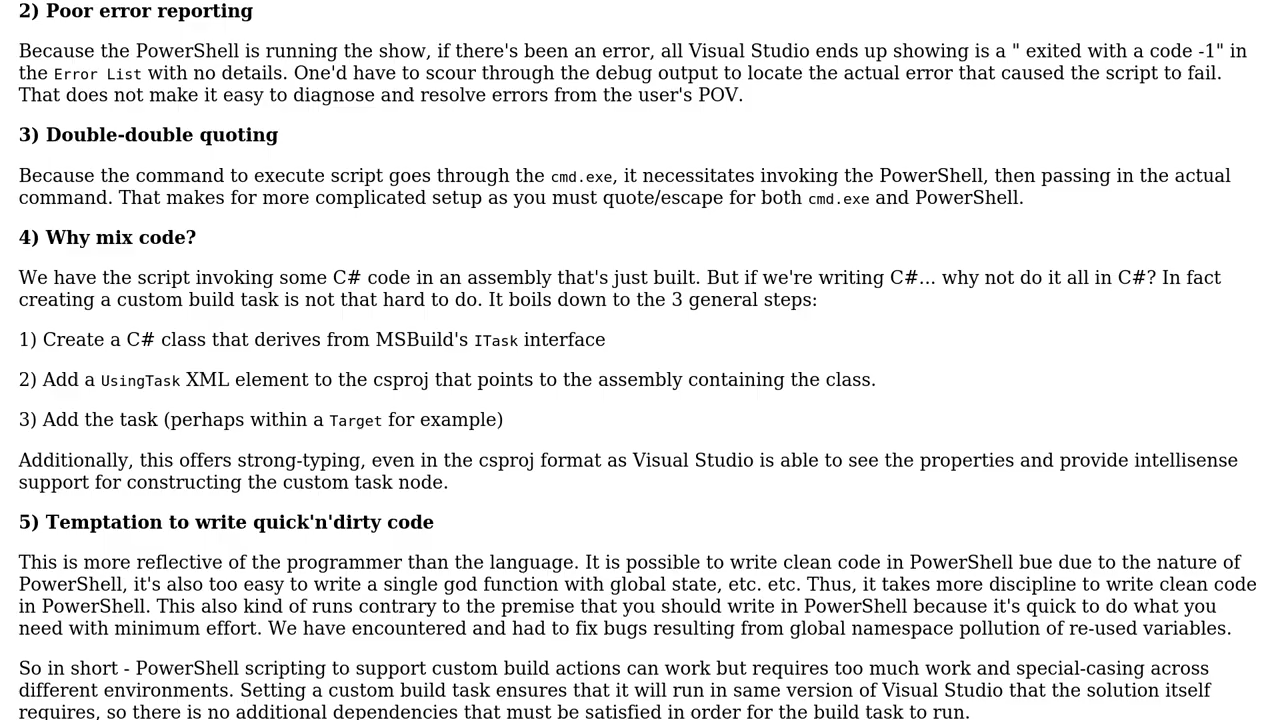 2) Poor error reporting
Because the PowerShell is running the show, if there's been an error, all Visual Studio ends up showing is a " exited with a code -1" in
the Error List with no details. One'd have to scour through the debug output to locate the actual error that caused the script to fail.
That does not make it easy to diagnose and resolve errors from the user's POV.
3) Double-double quoting
Because the command to execute script goes through the cmd.exe, it necessitates invoking the PowerShell, then passing in the actual
command. That makes for more complicated setup as you must quote/escape for both cmd.exe and PowerShell.
4) Why mix code?
We have the script invoking some C# code in an assembly that's just built. But if we're writing C#... why not do it all in C#? In fact
creating a custom build task is not that hard to do. It boils down to the 3 general steps:
1) Create a C# class that derives from MSBuild's ITask interface
2) Add a UsingTask XML element to the csproj that points to the assembly containing the class.
3) Add the task (perhaps within a Target for example)
Additionally, this offers strong-typing, even in the csproj format as Visual Studio is able to see the properties and provide intellisense
support for constructing the custom task node.
5) Temptation to write quick'n'dirty code
This is more reflective of the programmer than the language. It is possible to write clean code in PowerShell bue due to the nature of
PowerShell, it's also too easy to write a single god function with global state, etc. etc. Thus, it takes more discipline to write clean code
in PowerShell. This also kind of runs contrary to the premise that you should write in PowerShell because it's quick to do what you
need with minimum effort. We have encountered and had to fix bugs resulting from global namespace pollution of re-used variables.
So in short - PowerShell scripting to support custom build actions can work but requires too much work and special-casing across
different environments. Setting a custom build task ensures that it will run in same version of Visual Studio that the solution itself
requires, so there is no additional dependencies that must be satisfied in order for the build task to run.